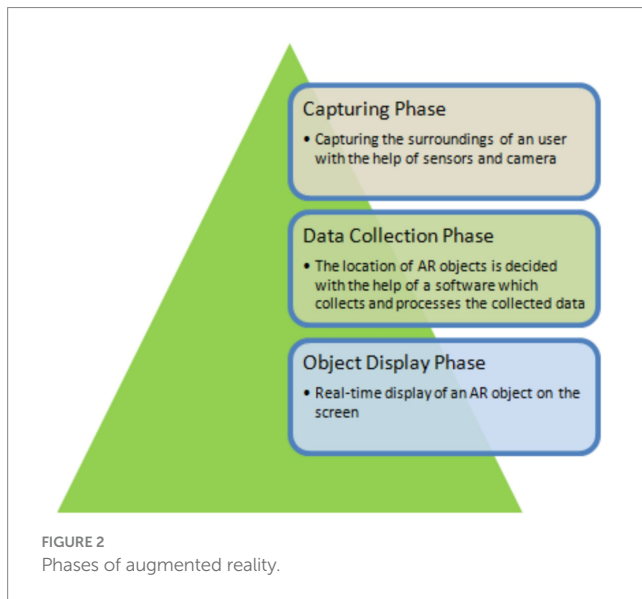 Capturing Phase
• Capturing the surroundings of an user
with the help of sensors and camera
Data Collection Phase
• The location of AR objects is decided
with the help of a software which
collects and processes the collected data
Object Display Phase
• Real-time display of an AR object on the
screen
FIGURE 2
Phases of augmented reality.